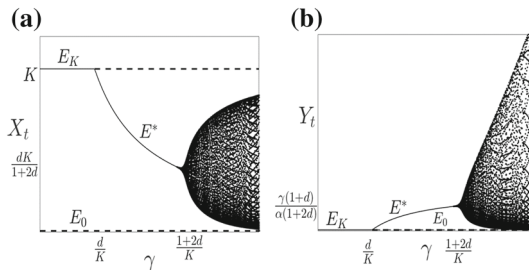 (a)
K
E_K
X_t
E*
dK/(1+2d)
E_0
d/K
γ
(1+2d)/K
(b)
Y_t
γ(1+d)/α(1+2d)
E*
E_K
E_0
d/K
γ
(1+2d)/K